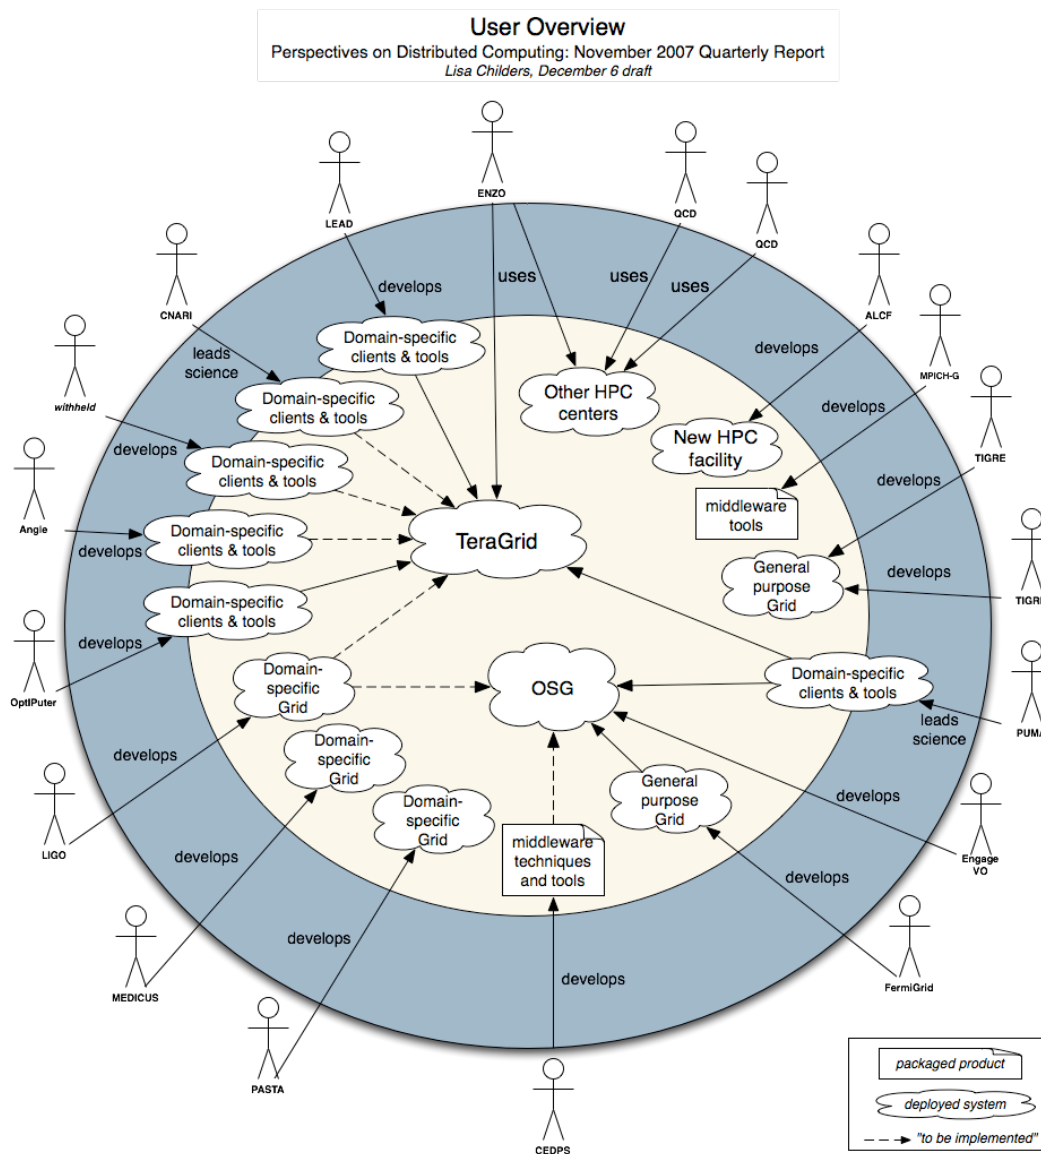 User Overview
Perspectives on Distributed Computing: November 2007 Quarterly Report
Lisa Childers, December 6 draft
ENZO
QCD
QCD
LEAD
CNARI
ALCF
MPICH-G
withheld
TIGRE
Angle
TIGRE
OptIPuter
PUMA
LIGO
Engage
VO
MEDICUS
FermiGrid
PASTA
CEDPS
develops
uses
uses
uses
leads
science
develops
develops
develops
develops
develops
develops
develops
leads
science
develops
develops
develops
develops
develops
develops
Domain-specific
clients & tools
Domain-specific
clients & tools
Domain-specific
clients & tools
Domain-specific
clients & tools
Domain-specific
clients & tools
Other HPC
centers
New HPC
facility
middleware
tools
TeraGrid
General
purpose
Grid
Domain-
specific
Grid
OSG
Domain-specific
clients & tools
Domain-
specific Grid
Domain-
specific
Grid
General
purpose
Grid
middleware
techniques
and tools
packaged product
deployed system
"to be implemented"